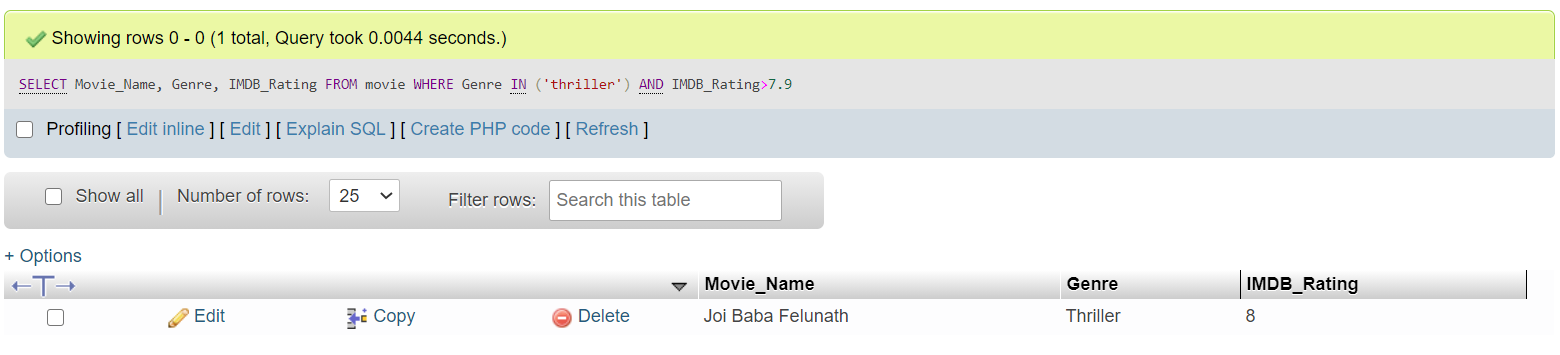 Showing rows 0 - 0 (1 total, Query took 0.0044 seconds.)
SELECT Movie_Name, Genre, IMDB_Rating FROM movie WHERE Genre IN ('thriller') AND IMDB_Rating>7.9
Profiling [ Edit inline ] [ Edit ] [ Explain SQL ] [ Create PHP code ] [ Refresh ]
Show all | Number of rows: 25 Filter rows: Search this table
+ Options
←T→ Movie_Name Genre IMDB_Rating
Edit Copy Delete Joi Baba Felunath Thriller 8